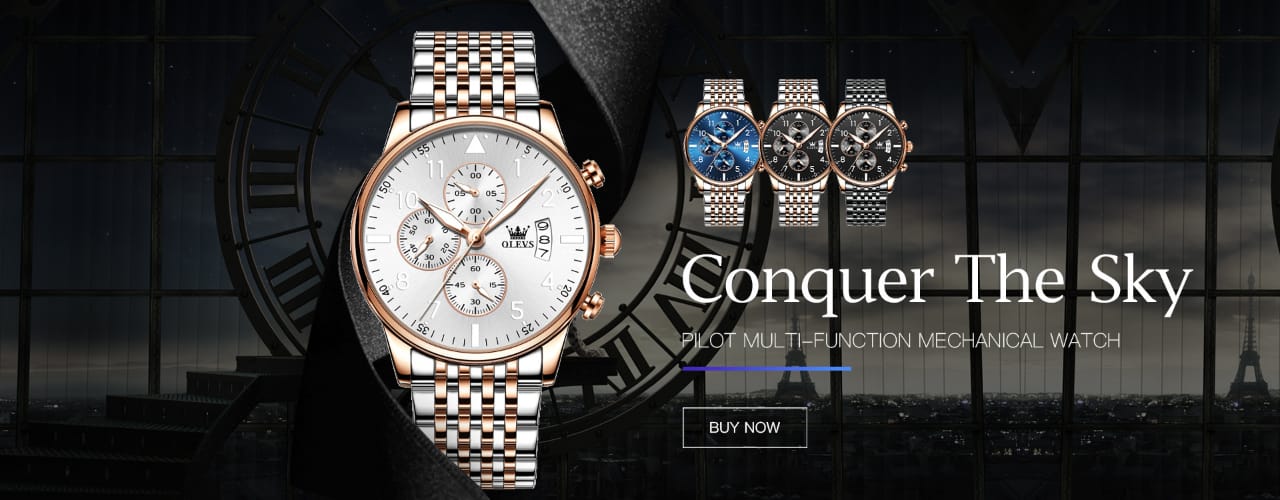 OLEVS
Conquer The Sky
PILOT MULTI-FUNCTION MECHANICAL WATCH
BUY NOW